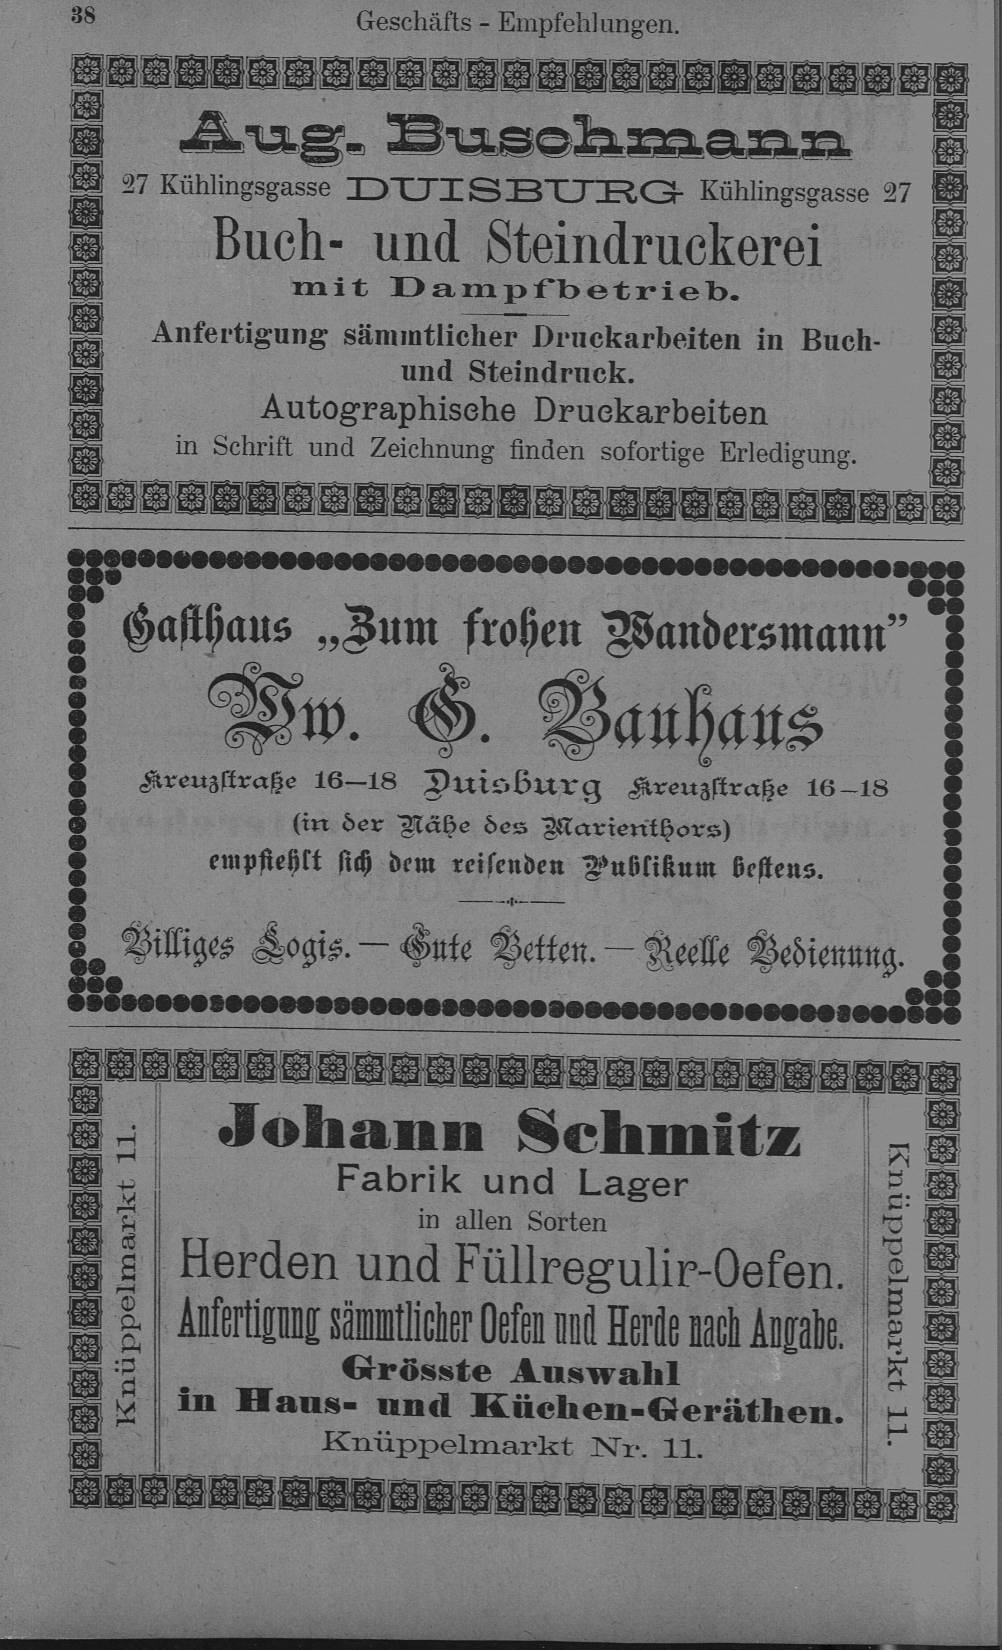 38
Geschäfts - Empfehlungen.
Aug. Buschmann
27 Kühlingsgasse DUISBURG Kühlingsgasse 27
Buch- und Steindruckerei
mit Dampfbetrieb.
Anfertigung sämmtlicher Druckarbeiten in Buch-
und Steindruck.
Autographische Druckarbeiten
in Schrift und Zeichnung finden sofortige Erledigung.
Gasthaus „Zum frohen Wandersmann”
Ww. G. Bauhaus
Kreuzstraße 16—18 Duisburg Kreuzstraße 16—18
(in der Nähe des Marienthors)
empfiehlt sich dem reisenden Publikum bestens.
Billiges Logis. — Gute Betten. — Reelle Bedienung.
Knüppelmarkt 11.
Johann Schmitz
Fabrik und Lager
in allen Sorten
Herden und Füllregulir-Oefen.
Anfertigung sämmtlicher Oefen und Herde nach Angabe.
Grösste Auswahl
in Haus- und Küchen-Geräthen.
Knüppelmarkt Nr. 11.
Knüppelmarkt 11.